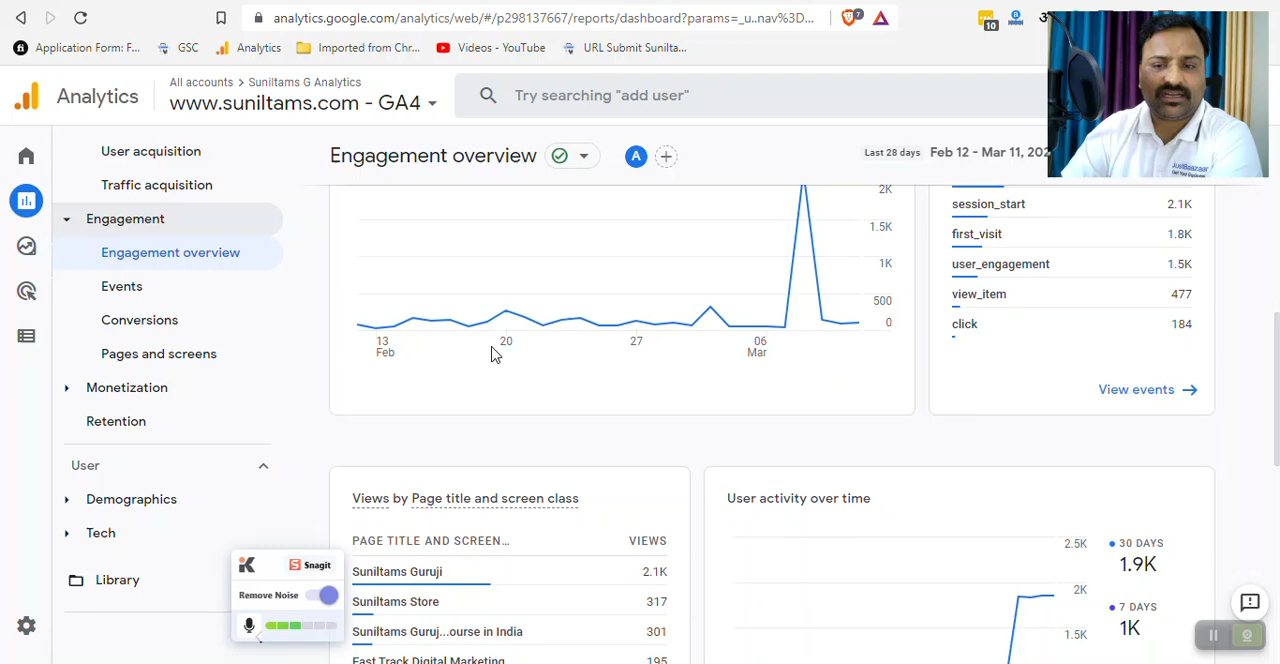 analytics.google.com/analytics/web/#/p298137667/reports/dashboard?params=_u..nav%3D...
7
10
Application Form: F...
GSC
Analytics
Imported from Chr...
Videos - YouTube
URL Submit Sunilta...
Analytics
All accounts > Suniltams G Analytics
www.suniltams.com - GA4
Try searching "add user"
User acquisition
Traffic acquisition
Engagement
Engagement overview
Events
Conversions
Pages and screens
Monetization
Retention
User
Demographics
Tech
Library
Engagement overview
A
Last 28 days
Feb 12 - Mar 11, 202
2K
1.5K
1K
500
0
13
Feb
20
27
06
Mar
session_start 2.1K
first_visit 1.8K
user_engagement 1.5K
view_item 477
click 184
View events
Views by Page title and screen class
PAGE TITLE AND SCREEN... VIEWS
Suniltams Guruji 2.1K
Suniltams Store 317
Suniltams Guruj...ourse in India 301
Fast Track Digital Marketing 195
User activity over time
2.5K
2K
1.5K
30 DAYS
1.9K
7 DAYS
1K
Snagit
Remove Noise
JustBaazaar